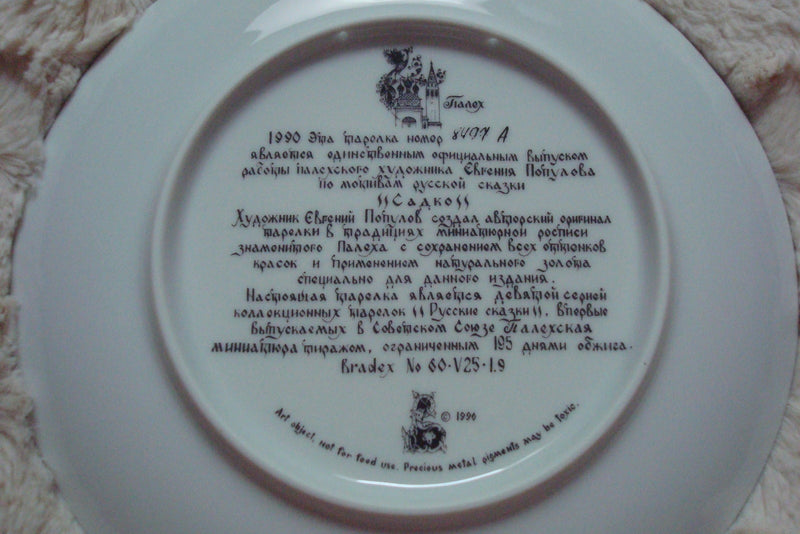 Палех
1990 Эта тарелка номер 8497 А
является единственным официальным выпуском
работы палехского художника Евгения Популова
по мотивам русской сказки
"Садко"
Художник Евгений Популов создал авторский оригинал
тарелки в традициях миниатюрной росписи
знаменитого Палеха с сохранением всех оттенков
красок и применением натурального золота
специально для данного издания.
Настоящая тарелка является девятой серией
коллекционных тарелок "Русские сказки", впервые
выпускаемых в Советском Союзе Палехская
миниатюра тиражом, ограниченным 195 днями обжига.
Bradex No 60·V25·1.9
© 1990
Art object, not for food use. Precious metal pigments may be toxic.